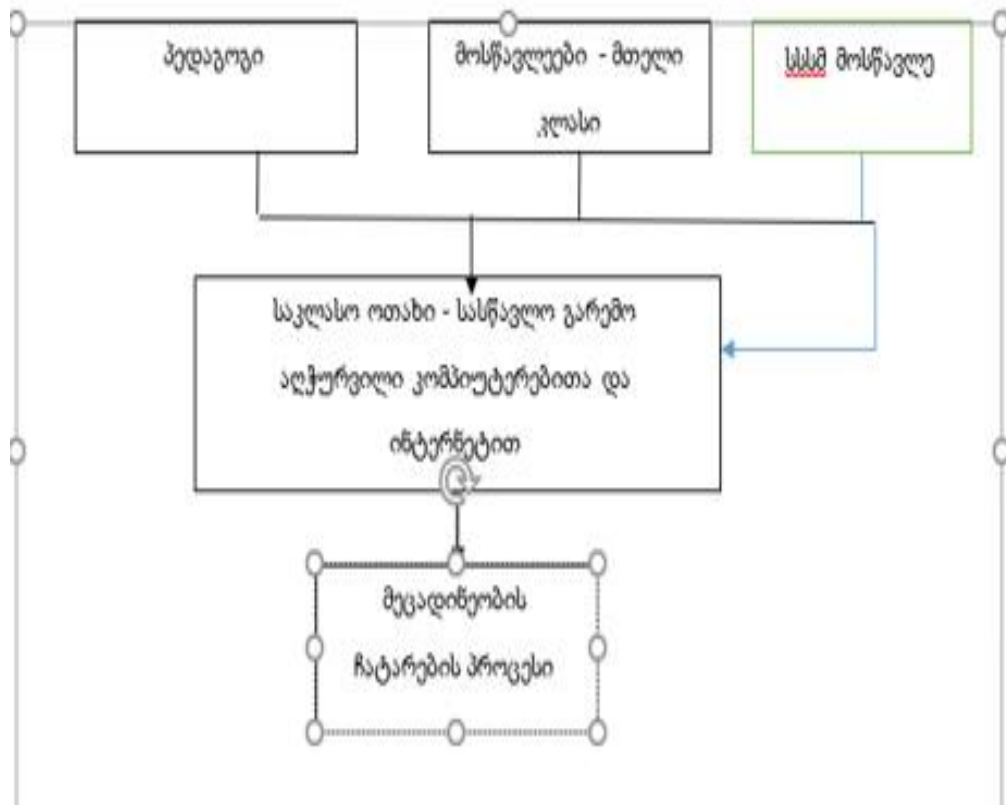 პედაგოგი
მოსწავლეები - მთელი
კლასი
სსსმ მოსწავლე
საკლასო ოთახი - სასწავლო გარემო
აღჭურვილი კომპიუტერებითა და
ინტერნეტით
მეცადინეობის
ჩატარების პროცესი